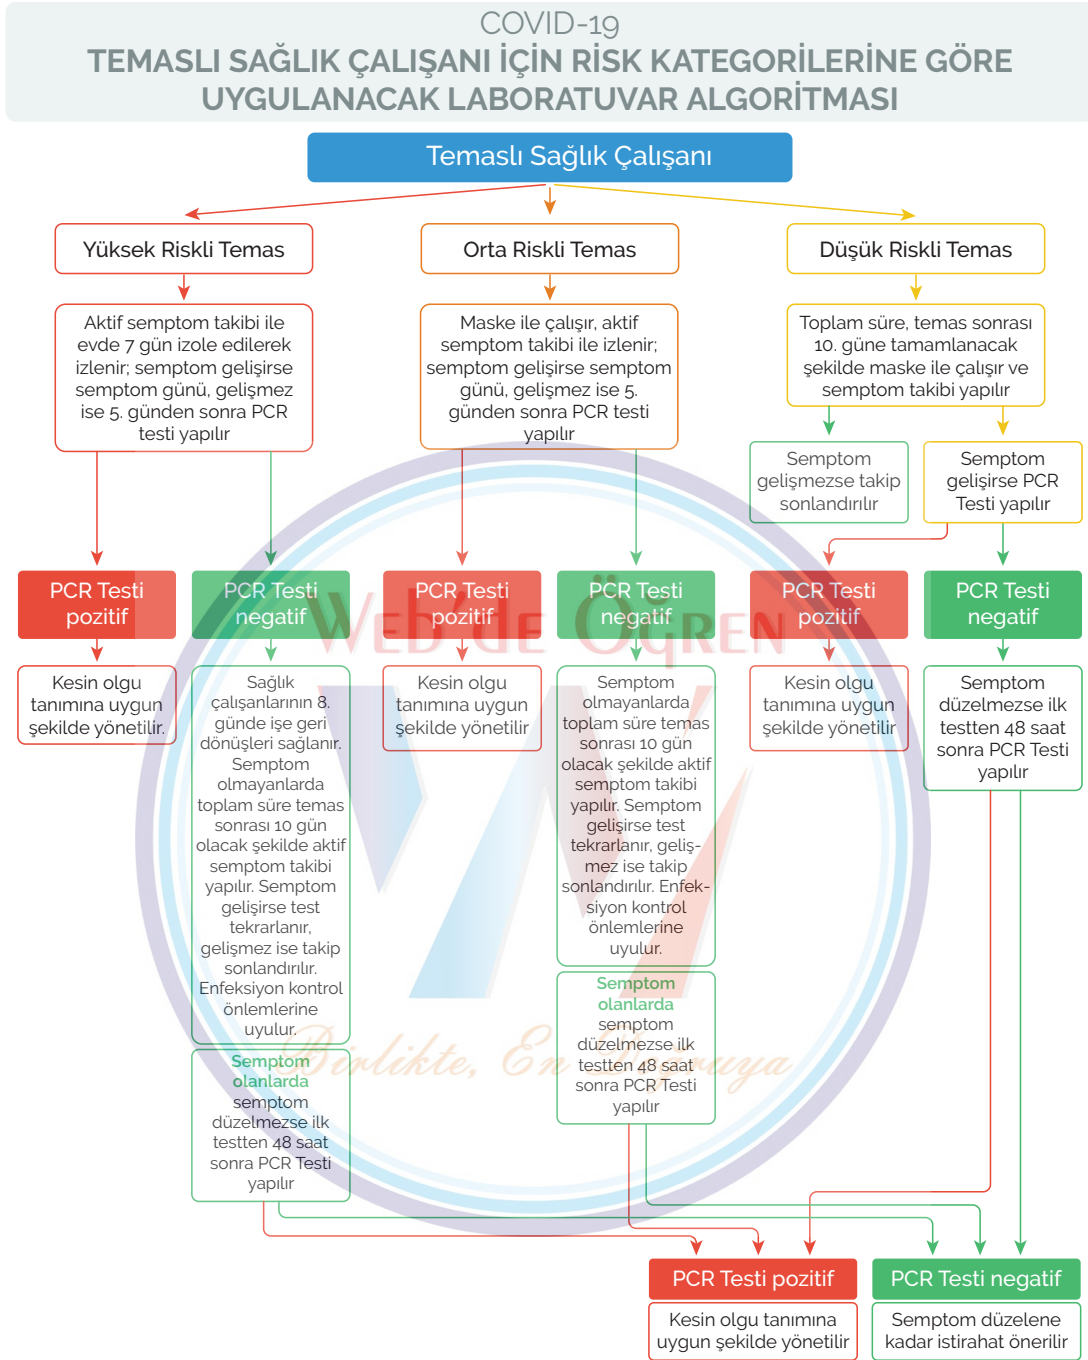 COVID-19
TEMASLI SAĞLIK ÇALIŞANI İÇİN RİSK KATEGORİLERİNE GÖRE
UYGULANACAK LABORATUVAR ALGORİTMASI
Temaslı Sağlık Çalışanı
Yüksek Riskli Temas
Aktif semptom takibi ile
evde 7 gün izole edilerek
izlenir; semptom gelişirse
semptom günü, gelişmez
ise 5. günden sonra PCR
testi yapılır
PCR Testi
pozitif
Kesin olgu
tanımına uygun
şekilde yönetilir.
PCR Testi
negatif
Sağlık
çalışanlarının 8.
günde işe geri
dönüşleri sağlanır.
Semptom
olmayanlarda
toplam süre temas
sonrası 10 gün
olacak şekilde aktif
semptom takibi
yapılır. Semptom
gelişirse test
tekrarlanır,
gelişmez ise takip
sonlandırılır.
Enfeksiyon kontrol
önlemlerine
uyulur.
Semptom
olanlarda
semptom
düzelmezse ilk
testten 48 saat
sonra PCR Testi
yapılır
Orta Riskli Temas
Maske ile çalışır, aktif
semptom takibi ile izlenir;
semptom gelişirse semptom
günü, gelişmez ise 5.
günden sonra PCR testi
yapılır
PCR Testi
pozitif
Kesin olgu
tanımına uygun
şekilde yönetilir
PCR Testi
negatif
Semptom
olmayanlarda
toplam süre temas
sonrası 10 gün
olacak şekilde aktif
semptom takibi
yapılır. Semptom
gelişirse test
tekrarlanır, geliş-
mez ise takip
sonlandırılır. Enfek-
siyon kontrol
önlemlerine
uyulur.
Semptom
olanlarda
semptom
düzelmezse ilk
testten 48 saat
sonra PCR Testi
yapılır
Düşük Riskli Temas
Toplam süre, temas sonrası
10. güne tamamlanacak
şekilde maske ile çalışır ve
semptom takibi yapılır
Semptom
gelişmezse takip
sonlandırılır
Semptom
gelişirse PCR
Testi yapılır
PCR Testi
pozitif
Kesin olgu
tanımına uygun
şekilde yönetilir
PCR Testi
negatif
Semptom
düzelmezse ilk
testten 48 saat
sonra PCR Testi
yapılır
PCR Testi pozitif
Kesin olgu tanımına
uygun şekilde yönetilir
PCR Testi negatif
Semptom düzelene
kadar istirahat önerilir
Web'de Öğren
Birlikte, En Doğruya